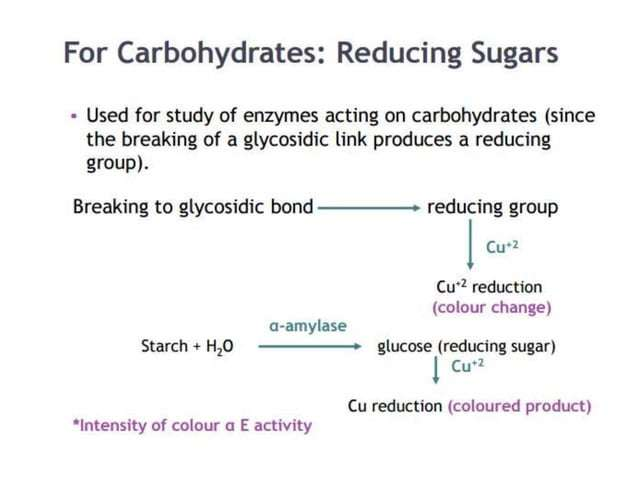 For Carbohydrates: Reducing Sugars
▪ Used for study of enzymes acting on carbohydrates (since
the breaking of a glycosidic link produces a reducing
group).
Breaking to glycosidic bond reducing group
Cu⁺²
Cu⁺² reduction
(colour change)
α-amylase
Starch + H₂O glucose (reducing sugar)
Cu⁺²
Cu reduction (coloured product)
*Intensity of colour α E activity